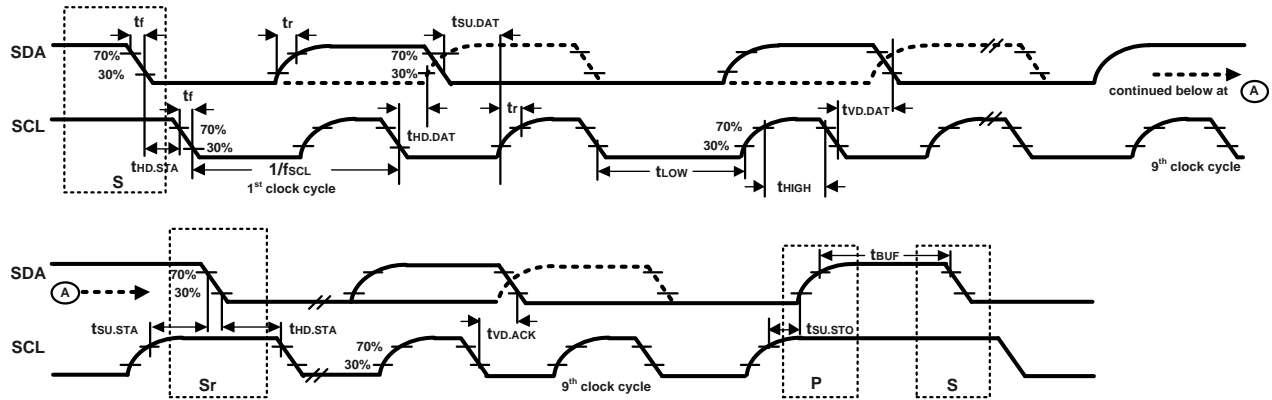 tf
tr
tSU.DAT
SDA
70%
30%
70%
30%
continued below at A
tf
tHD.DAT
tr
tVD.DAT
SCL
70%
30%
70%
30%
tHD.STA
1/fSCL
tLOW
tHIGH
S
1st clock cycle
9th clock cycle
SDA
70%
30%
tBUF
A
tSU.STA
tHD.STA
tVD.ACK
tSU.STO
SCL
70%
30%
Sr
9th clock cycle
P
S